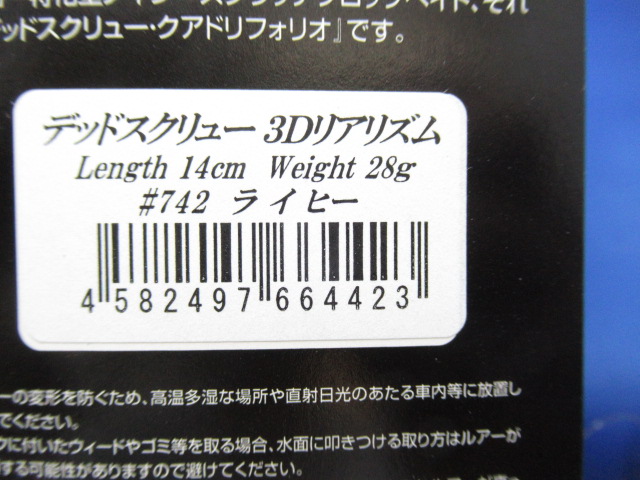 ッドスクリュー・クアドリフォリオ』です。
デッドスクリュー 3Dリアリズム
Length 14cm Weight 28g
#742 ライヒー
4 582497 664423
ーの変形を防ぐため、高温多湿な場所や直射日光のあたる車内等に放置し
てください。
クに付いたウィードやゴミ等を取る場合、水面に叩きつける取り方はルアーが
する可能性がありますので避けてください。